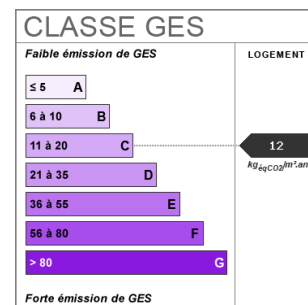 CLASSE GES
Faible émission de GES
LOGEMENT
≤ 5 A
6 à 10 B
11 à 20 C
12
kgéqCO2/m².an
21 à 35 D
36 à 55 E
56 à 80 F
> 80 G
Forte émission de GES